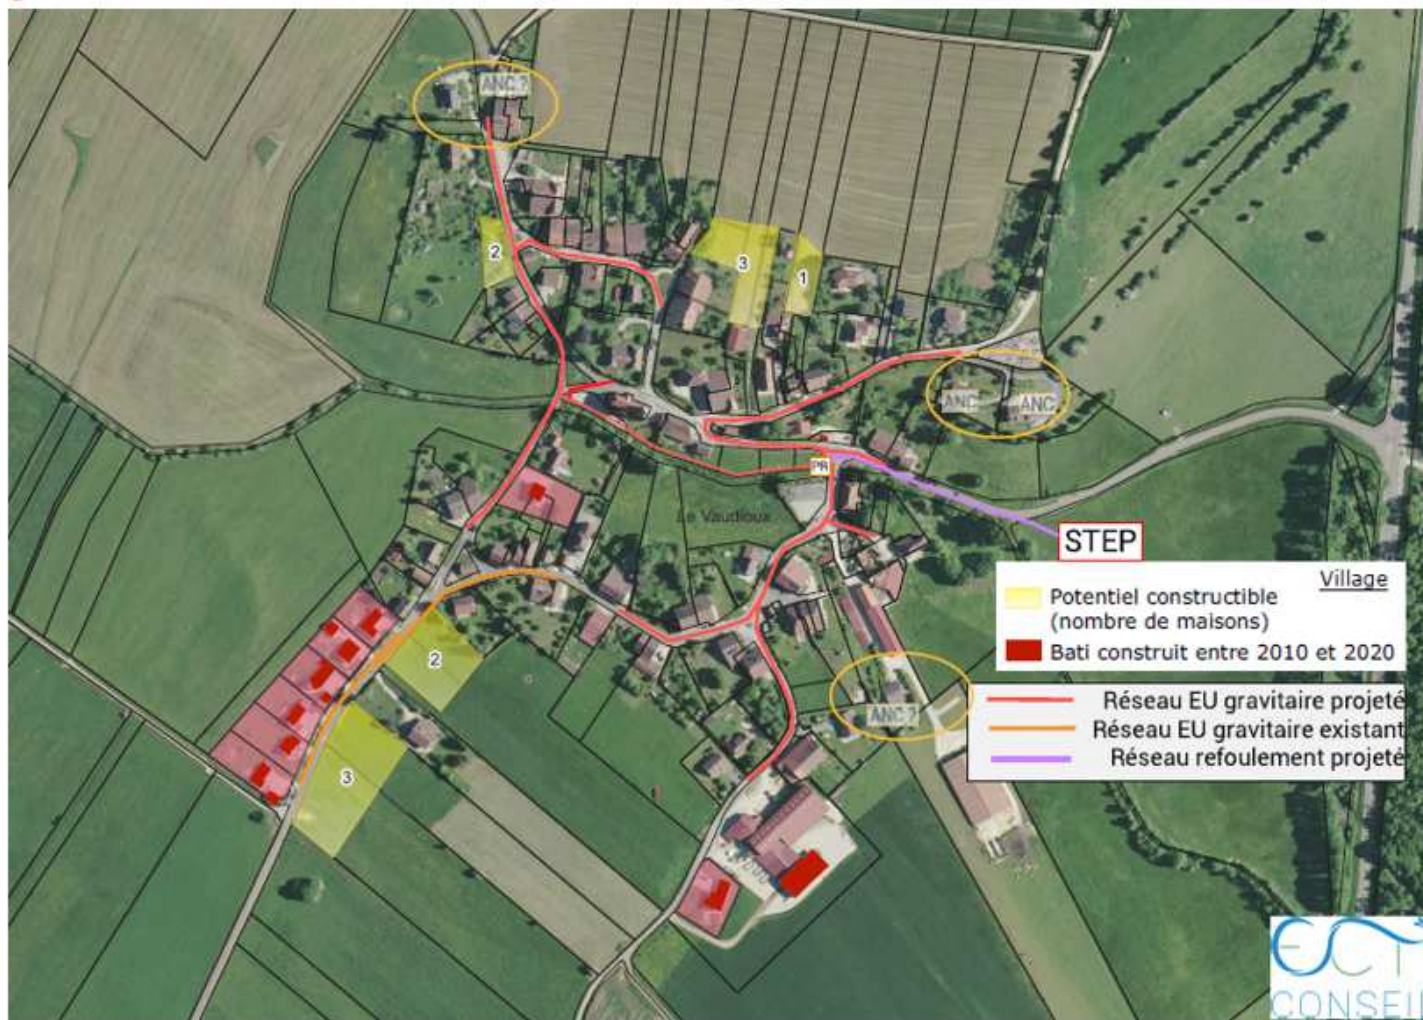 ANC ?
2
3
1
ANC
ANC
PR
Le Vaudioux
STEP
Village
Potentiel constructible
(nombre de maisons)
Bati construit entre 2010 et 2020
2
Réseau EU gravitaire projeté
Réseau EU gravitaire existant
Réseau refoulement projeté
ANC ?
3
ECT
CONSEIL